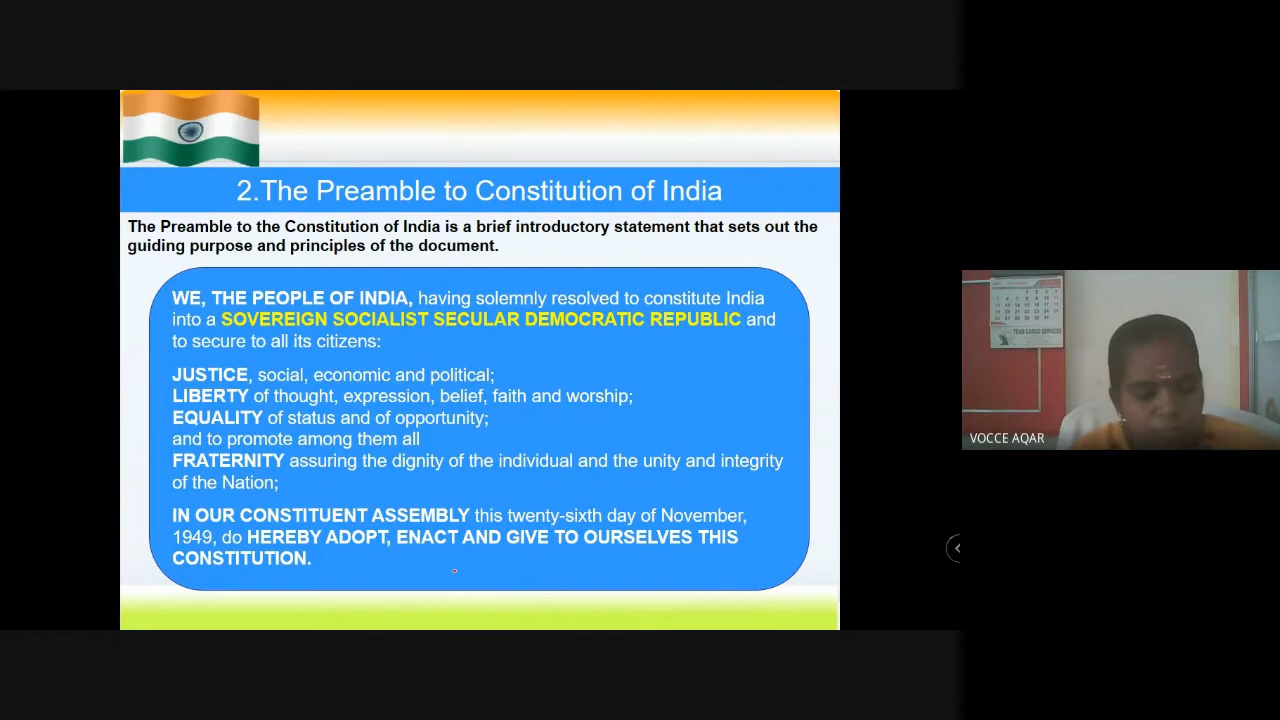 2.The Preamble to Constitution of India
The Preamble to the Constitution of India is a brief introductory statement that sets out the
guiding purpose and principles of the document.
WE, THE PEOPLE OF INDIA, having solemnly resolved to constitute India
into a SOVEREIGN SOCIALIST SECULAR DEMOCRATIC REPUBLIC and
to secure to all its citizens:
JUSTICE, social, economic and political;
LIBERTY of thought, expression, belief, faith and worship;
EQUALITY of status and of opportunity;
and to promote among them all
FRATERNITY assuring the dignity of the individual and the unity and integrity
of the Nation;
IN OUR CONSTITUENT ASSEMBLY this twenty-sixth day of November,
1949, do HEREBY ADOPT, ENACT AND GIVE TO OURSELVES THIS
CONSTITUTION.
TEAM CARGO SERVICES
VOCCE AQAR